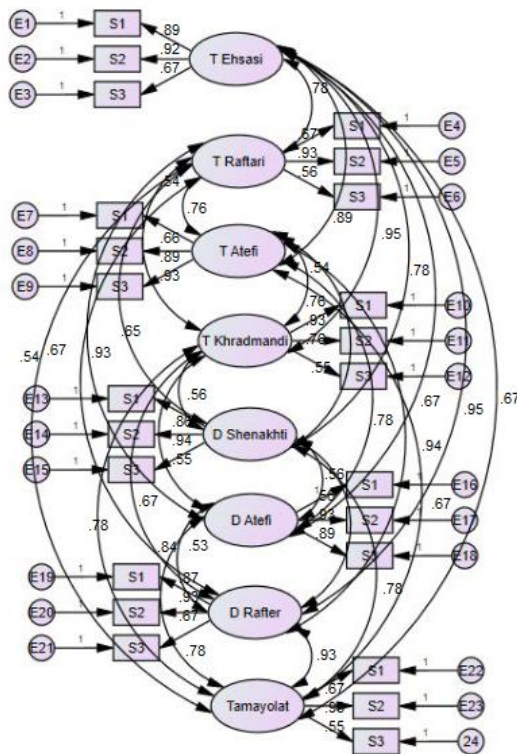 E1 1 S1 .89
E2 1 S2 .92 T Ehsasi
E3 1 S3 .67
.78
.67 S1 1 E4
T Raftari .93 S2 1 E5
.56 S3 1 E6
.54
.76
E7 1 S1 .66 .89 .95
E8 1 S2 .89 T Atefi .78
E9 1 S3 .93 .54
.76 S1 1 E10
.93
.65 T Khradmandi .76 S2 1 E11
.54 .67 .93 .55 S3 1 E12
.56 .67 .95 .67
E13 1 S1 .86 .78
E14 1 S2 .94 D Shenakhti .94
E15 1 S3 .55
.56
.67 .56 S1 1 E16
.78 D Atefi .93 S2 1 E17
.67
.84 .53 .89 S1 1 E18
E19 1 S1 .87 .78
E20 1 S2 D Rafter
.67
E21 1 S3 .78
.93
.67 S1 1 E22
Tamayolat S2 1 E23
.55 S3 1 24